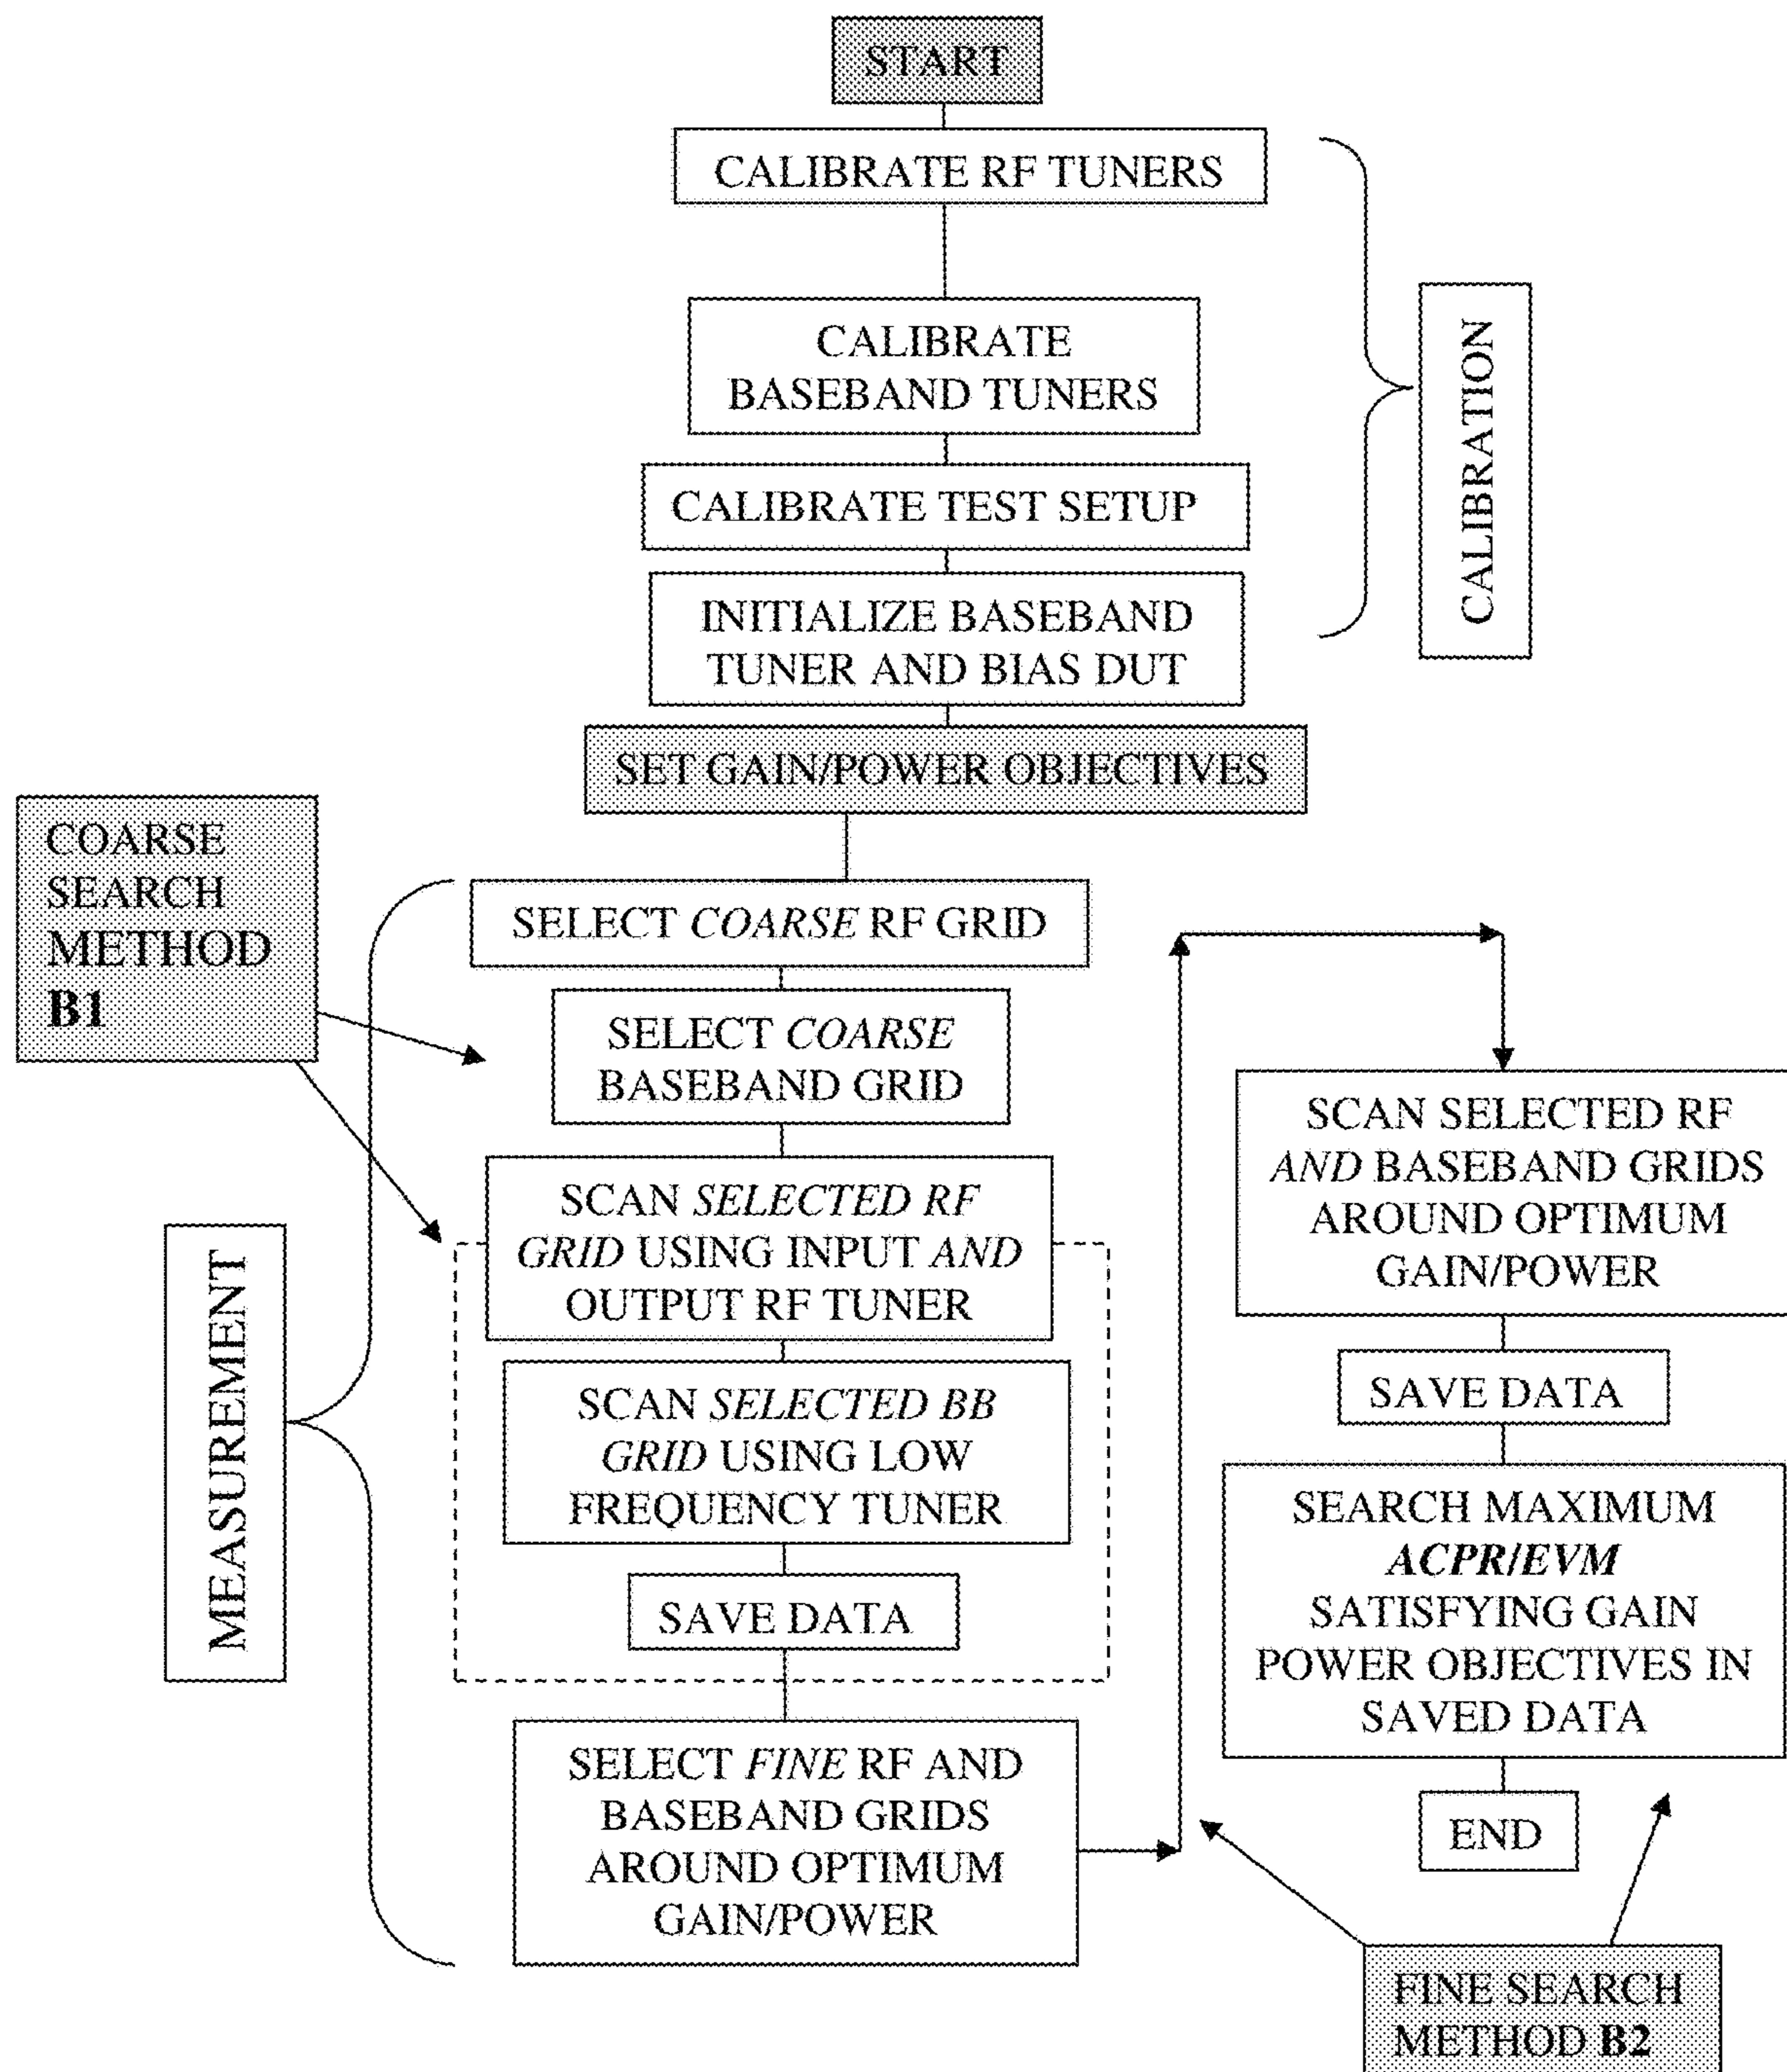 START
CALIBRATE RF TUNERS
CALIBRATE
BASEBAND TUNERS
CALIBRATE TEST SETUP
INITIALIZE BASEBAND
TUNER AND BIAS DUT
CALIBRATION
SET GAIN/POWER OBJECTIVES
COARSE
SEARCH
METHOD
B1
MEASUREMENT
SELECT COARSE RF GRID
SELECT COARSE
BASEBAND GRID
SCAN SELECTED RF
GRID USING INPUT AND
OUTPUT RF TUNER
SCAN SELECTED BB
GRID USING LOW
FREQUENCY TUNER
SAVE DATA
SELECT FINE RF AND
BASEBAND GRIDS
AROUND OPTIMUM
GAIN/POWER
SCAN SELECTED RF
AND BASEBAND GRIDS
AROUND OPTIMUM
GAIN/POWER
SAVE DATA
SEARCH MAXIMUM
ACPR/EVM
SATISFYING GAIN
POWER OBJECTIVES IN
SAVED DATA
END
FINE SEARCH
METHOD B2